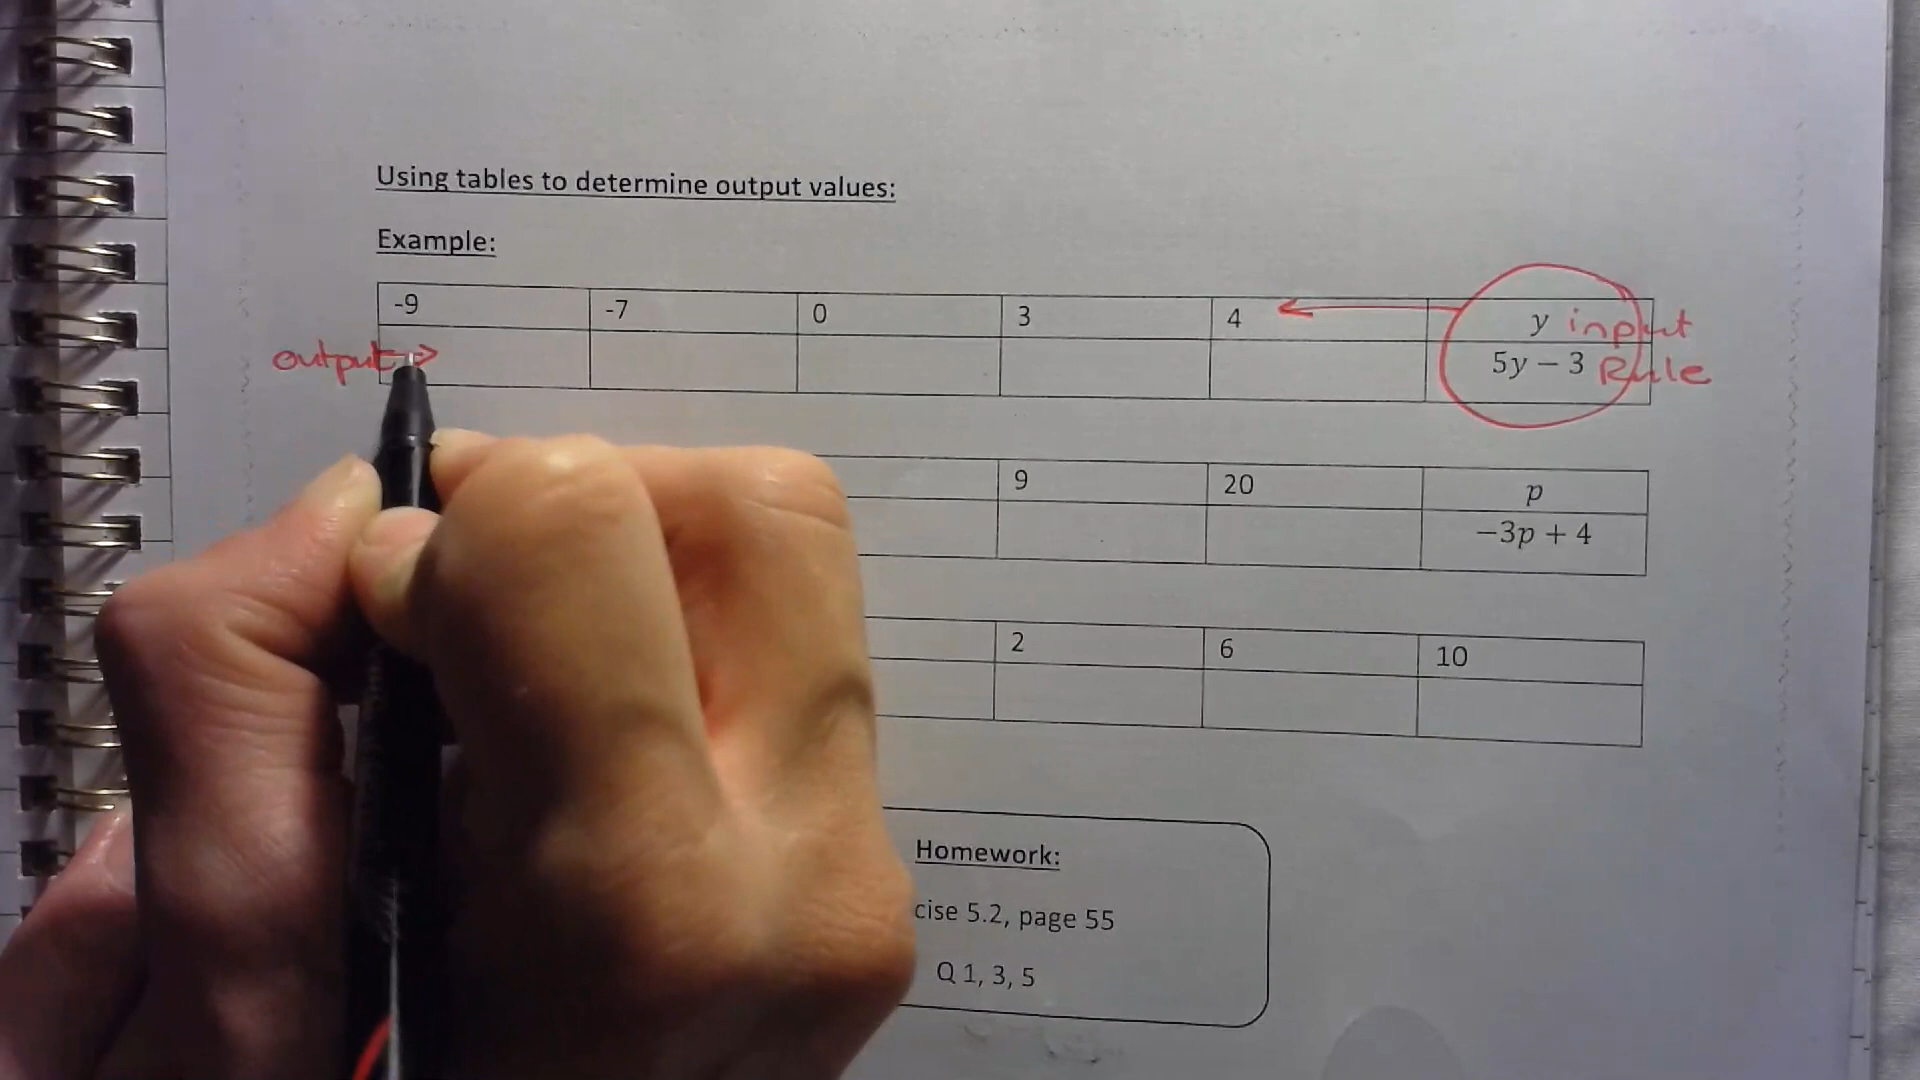 Using tables to determine output values:
Example:
-9 -7 0 3 4 y input
output 5y – 3 Rule
9 20 p
−3p + 4
2 6 10
Homework:
cise 5.2, page 55
Q 1, 3, 5